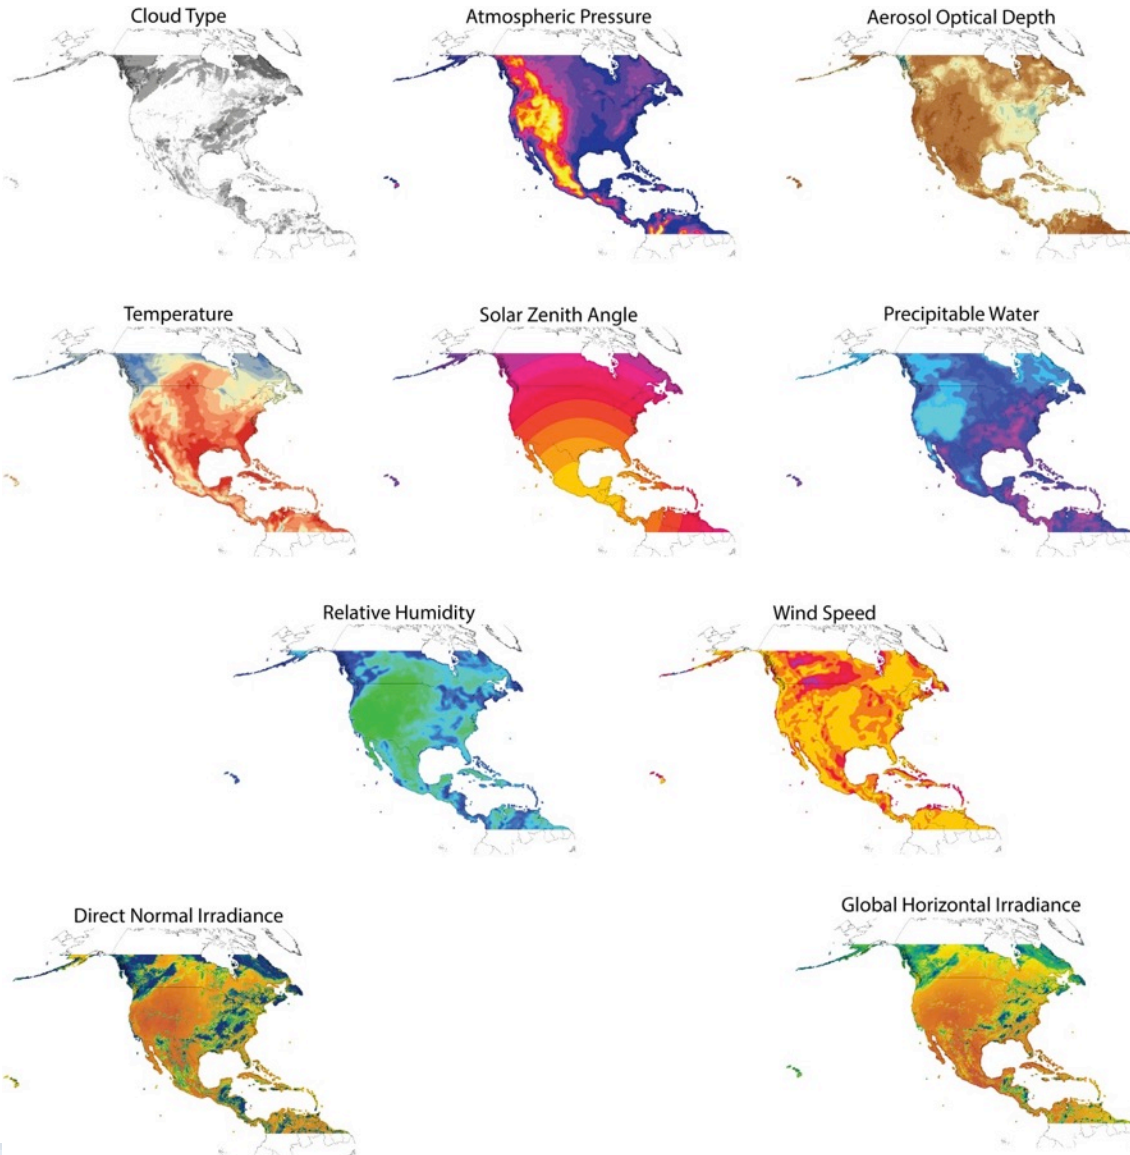 Cloud Type
Atmospheric Pressure
Aerosol Optical Depth
Temperature
Solar Zenith Angle
Precipitable Water
Relative Humidity
Wind Speed
Direct Normal Irradiance
Global Horizontal Irradiance